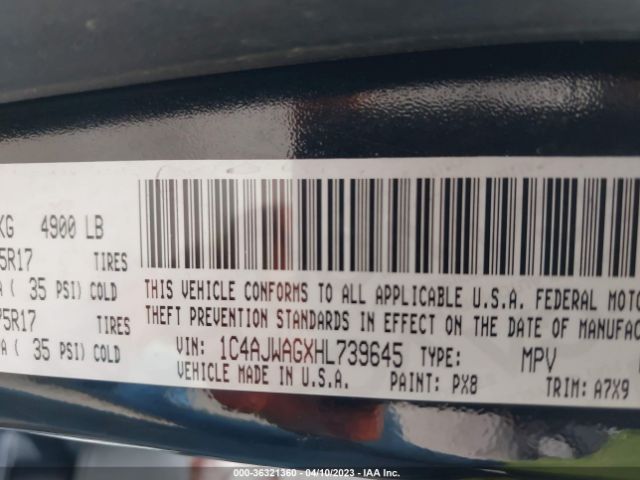 KG 4900 LB
5R17 TIRES
A ( 35 PSI) COLD
75R17 TIRES
A ( 35 PSI) COLD
THIS VEHICLE CONFORMS TO ALL APPLICABLE U.S.A. FEDERAL MOTO
THEFT PREVENTION STANDARDS IN EFFECT ON THE DATE OF MANUFAC
VIN: 1C4AJWAGXHL739645 TYPE: MPV
VEHICLE MADE IN U.S.A. PAINT: PX8 TRIM: A7X9
000-36321360 - 04/10/2023 - IAA Inc.